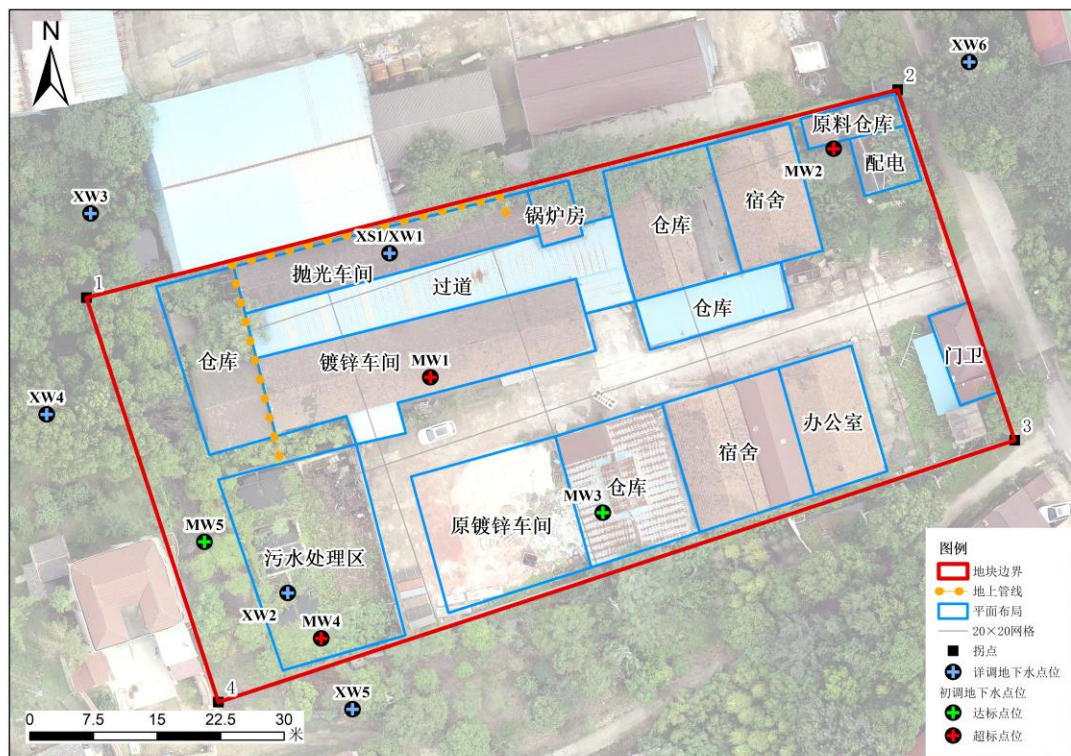 N
XW6
2
原料仓库
配电
MW2
XW3
锅炉房
宿舍
仓库
XS1/XW1
抛光车间
过道
1
仓库
仓库
镀锌车间
MW1
门卫
XW4
3
办公室
宿舍
仓库
MW3
原镀锌车间
MW5
污水处理区
XW2
MW4
4
XW5
0 7.5 15 22.5 30
米
图例
地块边界
地上管线
平面布局
20×20网格
拐点
详调地下水点位
初调地下水点位
达标点位
超标点位